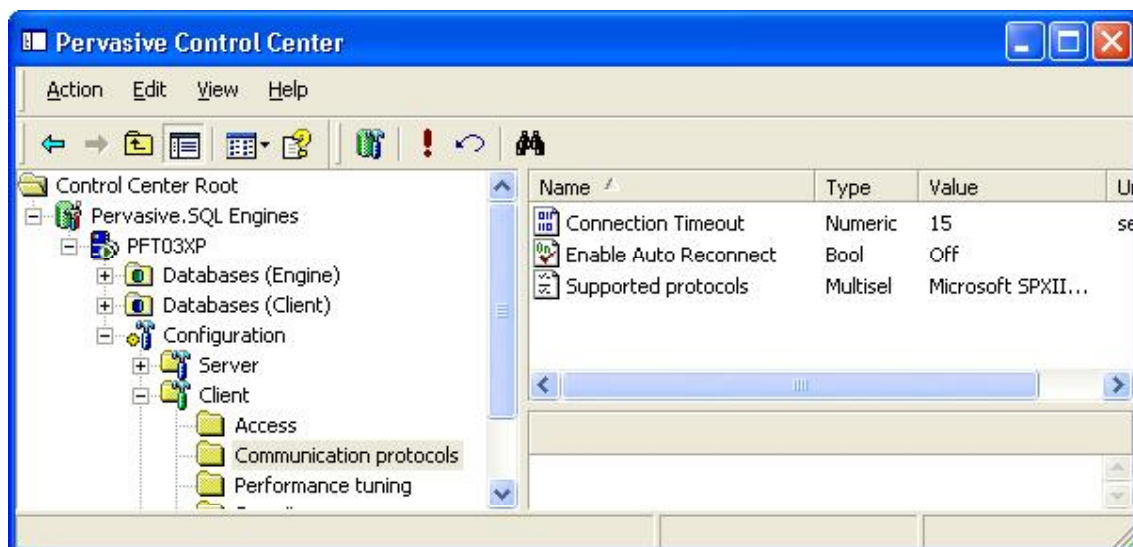 Pervasive Control Center
Action Edit View Help
Control Center Root
Pervasive.SQL Engines
PFT03XP
Databases (Engine)
Databases (Client)
Configuration
Server
Client
Access
Communication protocols
Performance tuning
Name Type Value
Connection Timeout Numeric 15
Enable Auto Reconnect Bool Off
Supported protocols Multisel Microsoft SPXII...